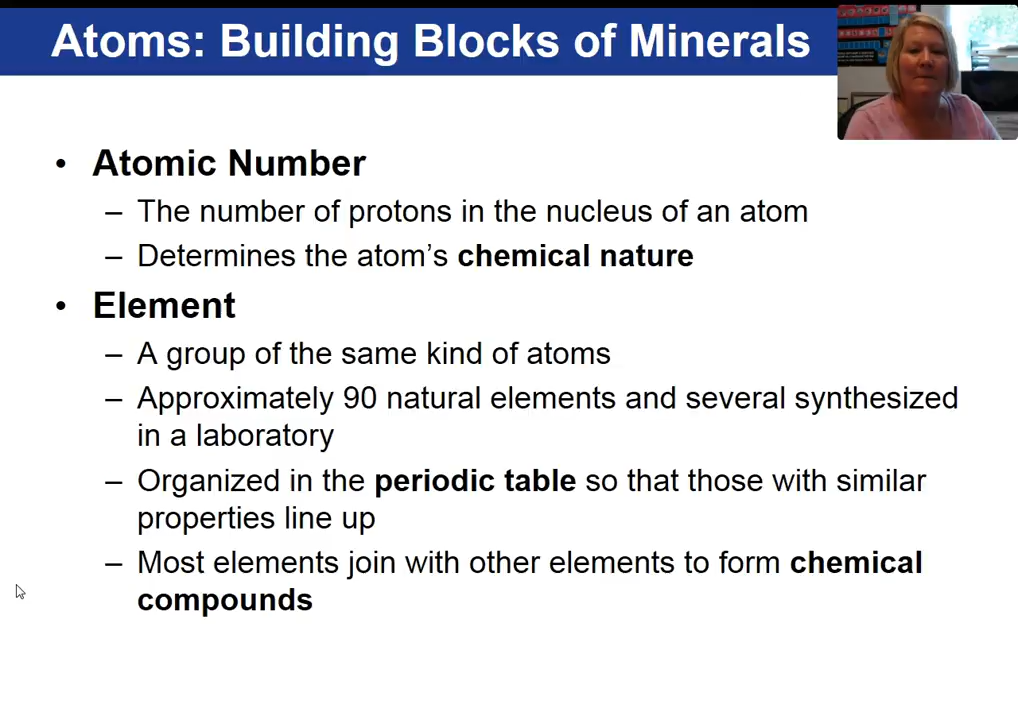 Atoms: Building Blocks of Minerals
• Atomic Number
– The number of protons in the nucleus of an atom
– Determines the atom’s chemical nature
• Element
– A group of the same kind of atoms
– Approximately 90 natural elements and several synthesized
in a laboratory
– Organized in the periodic table so that those with similar
properties line up
– Most elements join with other elements to form chemical
compounds